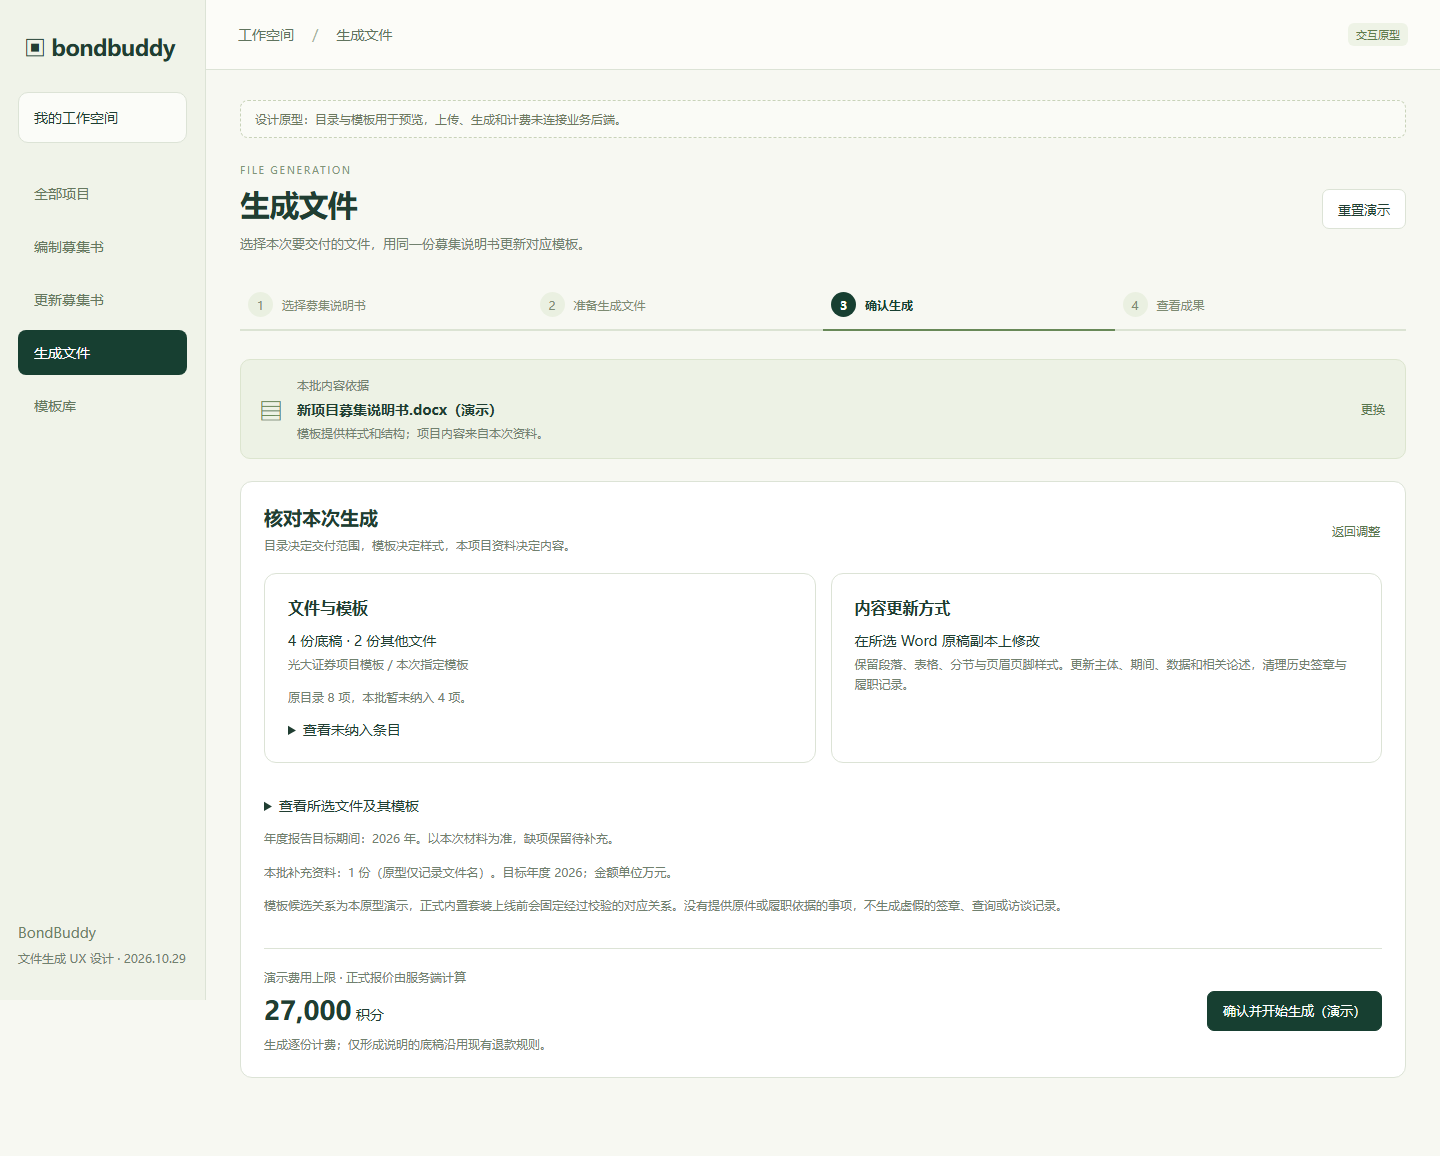 bondbuddy
我的工作空间
全部项目
编制募集书
更新募集书
生成文件
模板库
BondBuddy
文件生成 UX 设计 · 2026.10.29
工作空间 / 生成文件
交互原型
设计原型：目录与模板用于预览，上传、生成和计费未连接业务后端。
FILE GENERATION
生成文件
选择本次要交付的文件，用同一份募集说明书更新对应模板。
重置演示
1 选择募集说明书
2 准备生成文件
3 确认生成
4 查看成果
本批内容依据
新项目募集说明书.docx（演示）
模板提供样式和结构；项目内容来自本次资料。
更换
核对本次生成
目录决定交付范围，模板决定样式，本项目资料决定内容。
返回调整
文件与模板
4 份底稿 · 2 份其他文件
光大证券项目模板 / 本次指定模板
原目录 8 项，本批暂未纳入 4 项。
▶ 查看未纳入条目
内容更新方式
在所选 Word 原稿副本上修改
保留段落、表格、分节与页眉页脚样式。更新主体、期间、数据和相关论述，清理历史签章与
履职记录。
▶ 查看所选文件及其模板
年度报告目标期间：2026 年。以本次材料为准，缺项保留待补充。
本批补充资料：1 份（原型仅记录文件名）。目标年度 2026；金额单位万元。
模板候选关系为本原型演示，正式内置套装上线前会固定经过校验的对应关系。没有提供原件或履职依据的事项，不生成虚假的签章、查询或访谈记录。
演示费用上限 · 正式报价由服务端计算
27,000 积分
生成逐份计费；仅形成说明的底稿沿用现有退款规则。
确认并开始生成（演示）